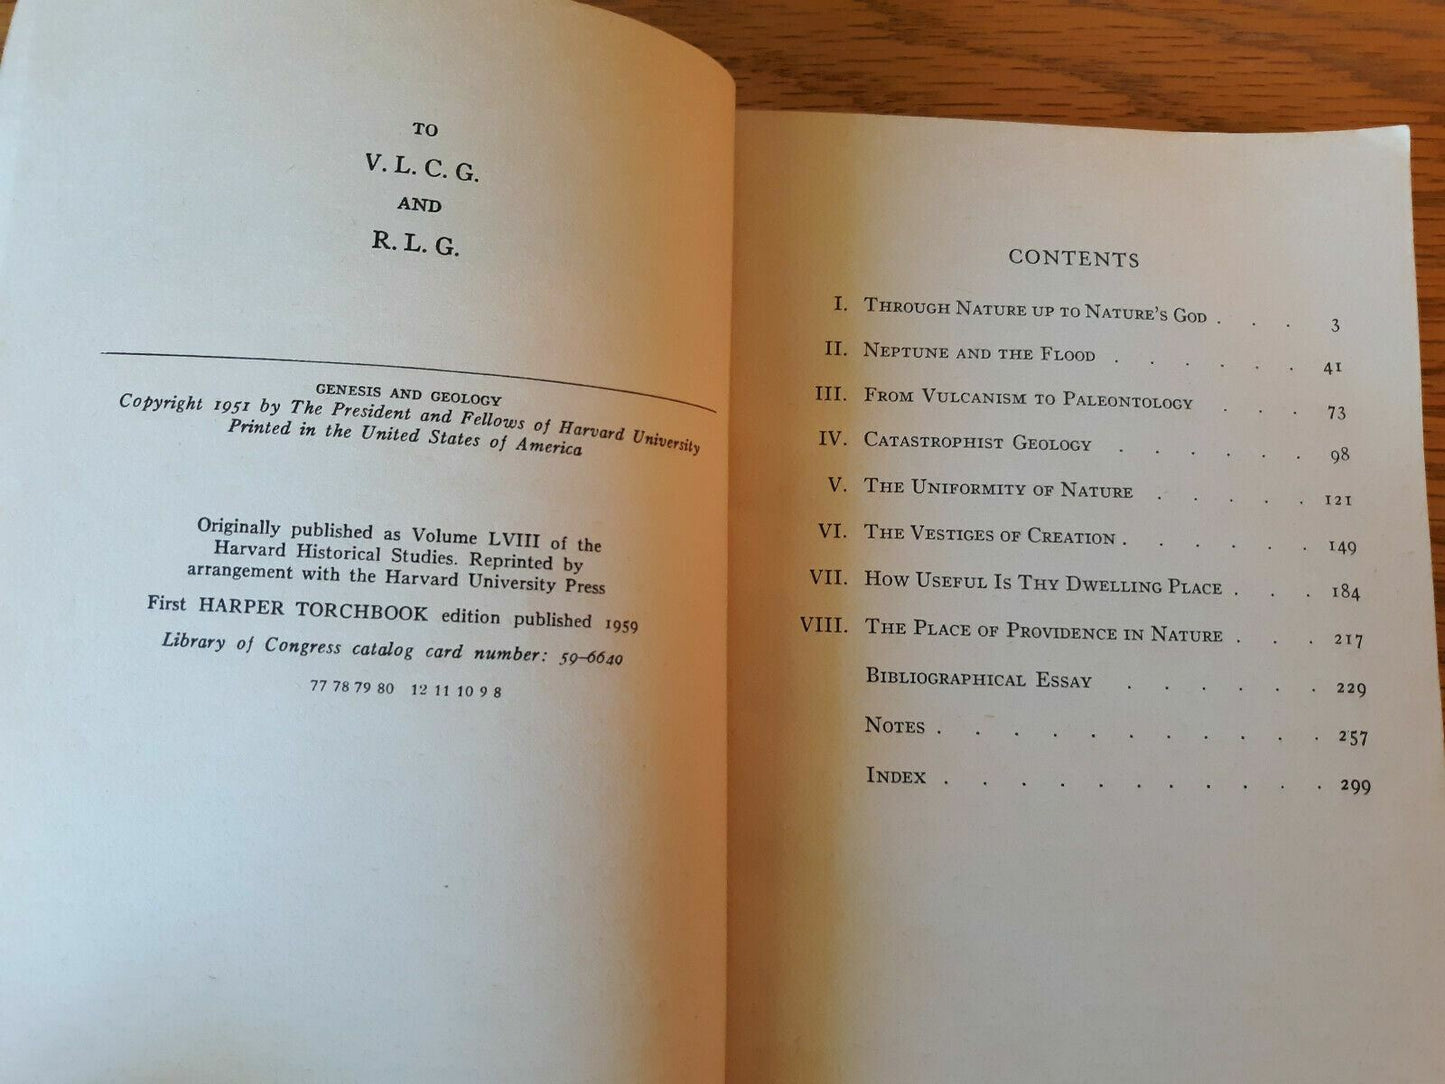 TO
V. L. C. G.
AND
R. L. G.
GENESIS AND GEOLOGY
Copyright 1951 by The President and Fellows of Harvard University
Printed in the United States of America
Originally published as Volume LVIII of the
Harvard Historical Studies. Reprinted by
arrangement with the Harvard University Press
First HARPER TORCHBOOK edition published 1959
Library of Congress catalog card number: 59-6640
77 78 79 80 12 11 10 9 8
CONTENTS
I. Through Nature up to Nature's God . . . 3
II. Neptune and the Flood . . . . . . 41
III. From Vulcanism to Paleontology . . . 73
IV. Catastrophist Geology . . . . . . 98
V. The Uniformity of Nature . . . . . 121
VI. The Vestiges of Creation . . . . . . 149
VII. How Useful Is Thy Dwelling Place . . . 184
VIII. The Place of Providence in Nature . . . 217
Bibliographical Essay . . . . . . 229
Notes . . . . . . . . . . . 257
Index . . . . . . . . . . . 299